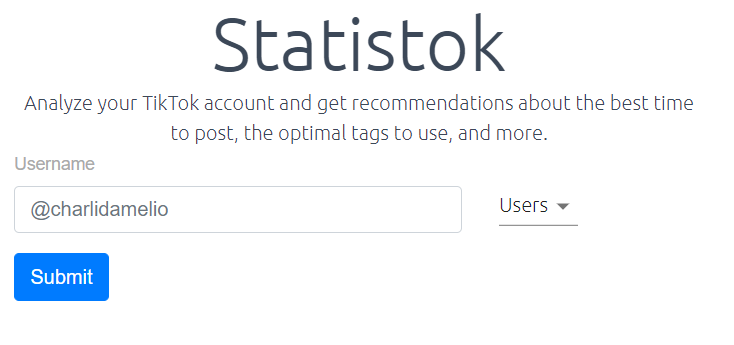 Statistok
Analyze your TikTok account and get recommendations about the best time
to post, the optimal tags to use, and more.
Username
@charlidamelio
Users
Submit